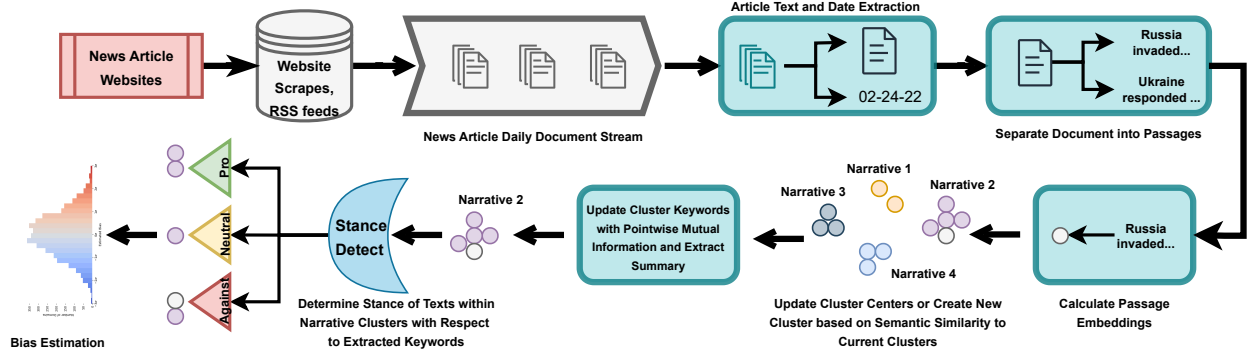 News Article
Websites
Website
Scrapes,
RSS feeds
News Article Daily Document Stream
Article Text and Date Extraction
02-24-22
Russia
invaded...
Ukraine
responded ...
Separate Document into Passages
Russia
invaded...
Calculate Passage
Embeddings
Narrative 1
Narrative 2
Narrative 3
Narrative 4
Update Cluster Centers or Create New
Cluster based on Semantic Similarity to
Current Clusters
Update Cluster Keywords
with Pointwise Mutual
Information and Extract
Summary
Narrative 2
Stance
Detect
Determine Stance of Texts within
Narrative Clusters with Respect
to Extracted Keywords
Pro
Neutral
Against
Bias Estimation